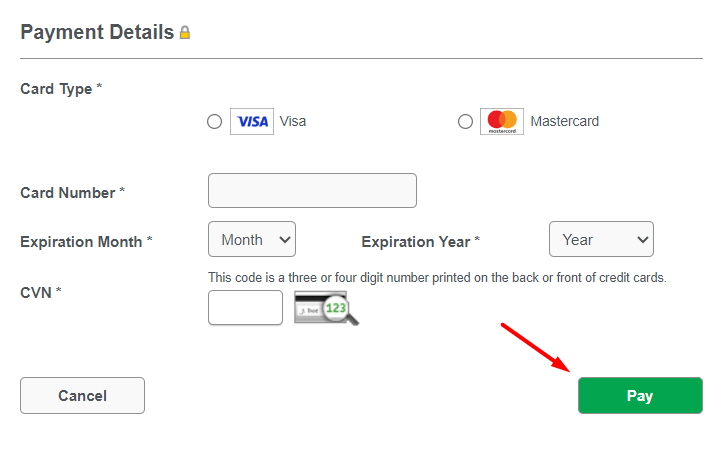 Payment Details
Card Type *
VISA Visa
mastercard Mastercard
Card Number *
Expiration Month * Month Expiration Year * Year
This code is a three or four digit number printed on the back or front of credit cards.
CVN *
123
Cancel Pay